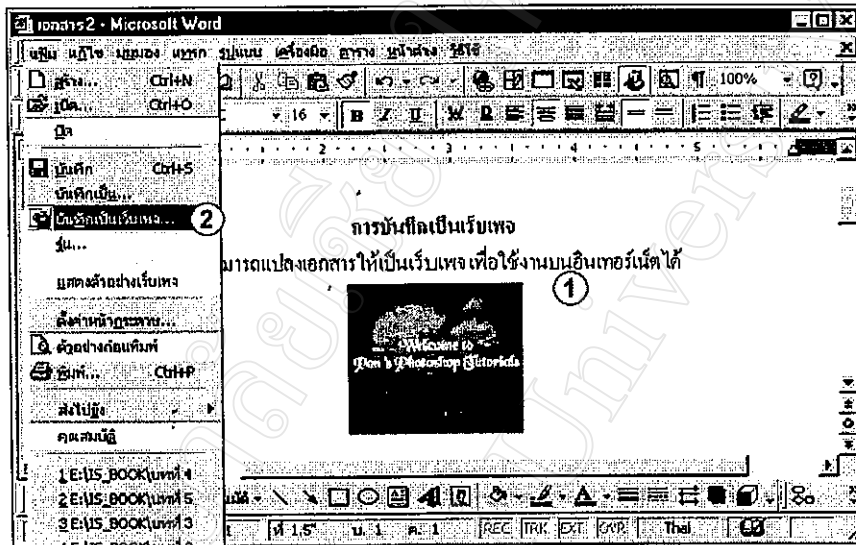 เอกสาร2 - Microsoft Word
แฟ้ม แก้ไข มุมมอง แทรก รูปแบบ เครื่องมือ ตาราง หน้าต่าง วิธีใช้
สร้าง... Ctrl+N
100%
เปิด... Ctrl+O
16 B I U
ปิด
2 3 4 5
บันทึก Ctrl+S
บันทึกเป็น...
บันทึกเป็นเว็บเพจ... 2
การบันทึกเป็นเว็บเพจ
รุ่น...
มารถแปลงเอกสารให้เป็นเว็บเพจ เพื่อใช้งานบนอินเทอร์เน็ตได้
แสดงตัวอย่างเว็บเพจ
1
ตั้งค่าหน้ากระดาษ...
ตัวอย่างก่อนพิมพ์
Welcome to
Dan's Photoshop Tutorials
พิมพ์... Ctrl+P
ส่งไปยัง
คุณสมบัติ
1 E:\IS_BOOK\บทที่ 4
2 E:\IS_BOOK\บทที่ 5
3 E:\IS_BOOK\บทที่ 3
ที่ 1.5" บ. 1 ค. 1 REC TRK EXT OVR Thai